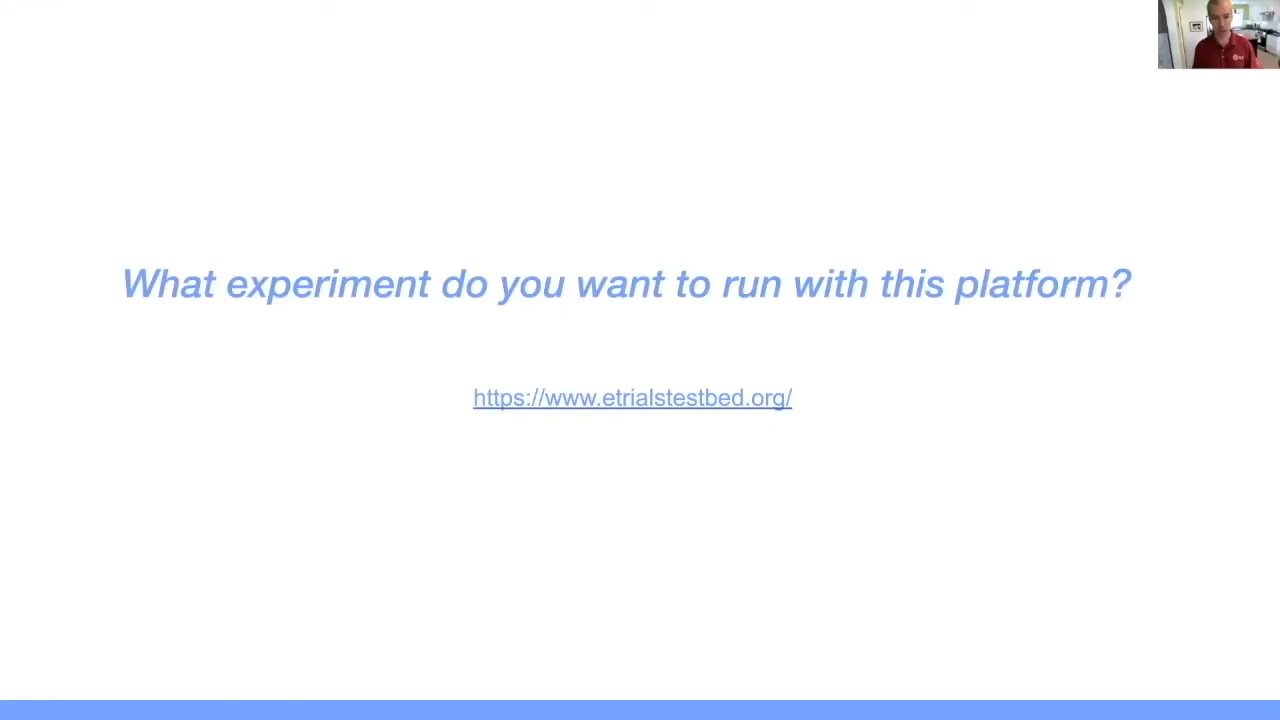 What experiment do you want to run with this platform?
https://www.etrialstestbed.org/